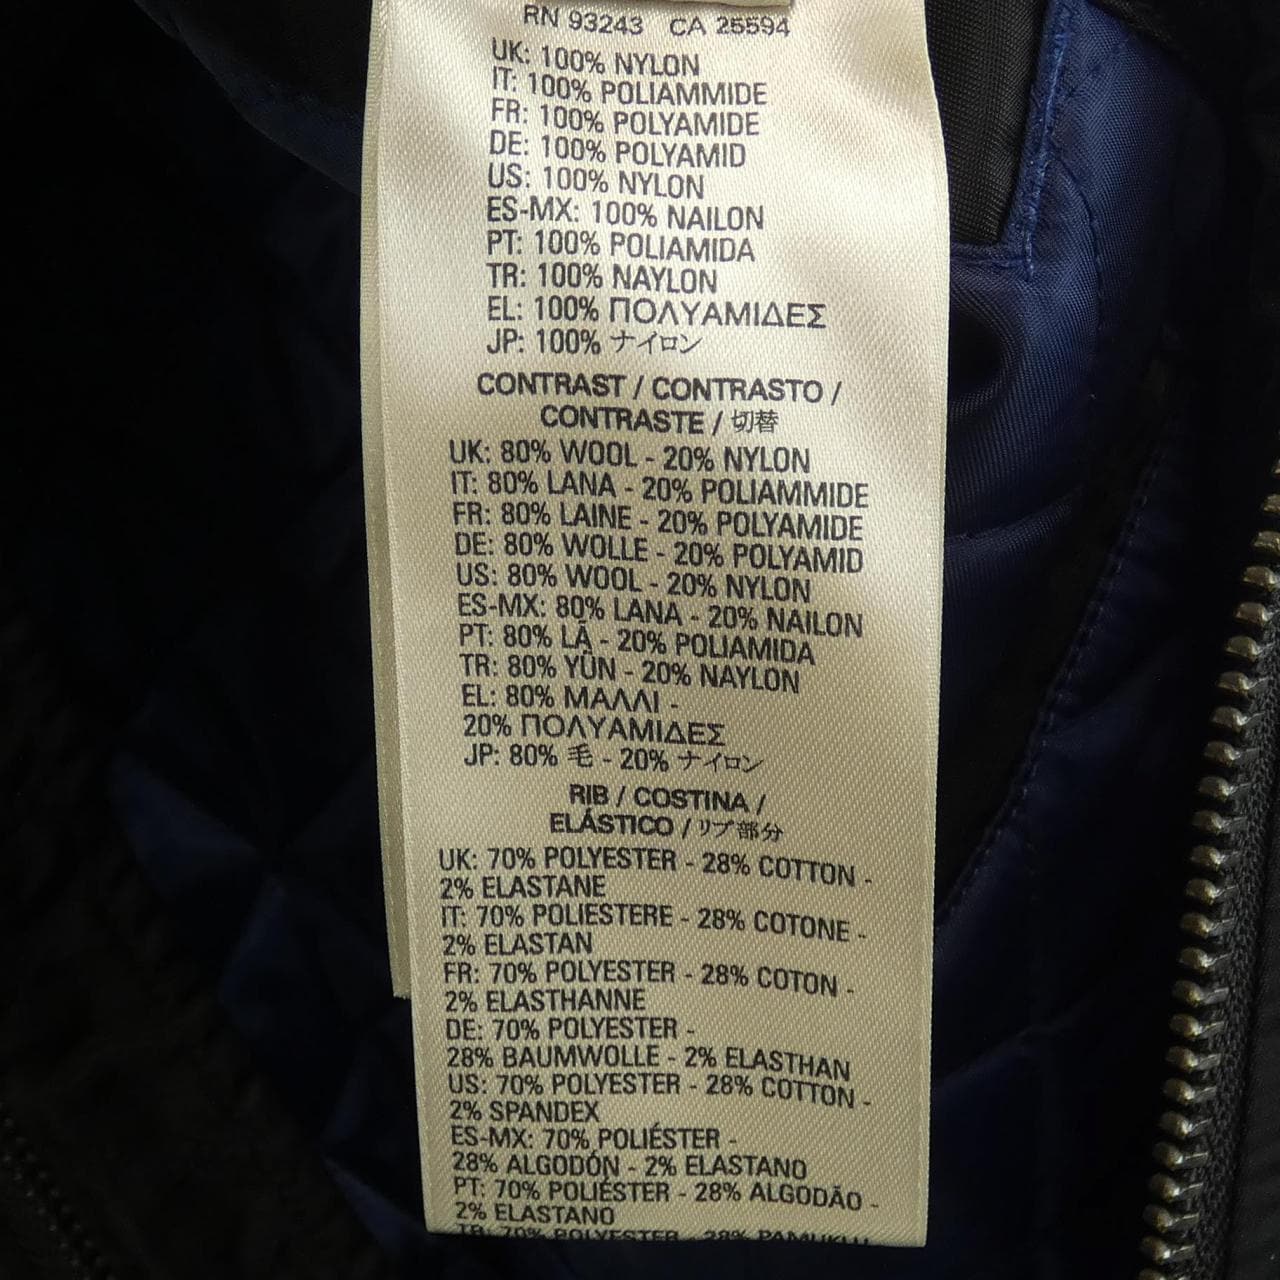 RN 93243 CA 25594
UK: 100% NYLON
IT: 100% POLIAMMIDE
FR: 100% POLYAMIDE
DE: 100% POLYAMID
US: 100% NYLON
ES-MX: 100% NAILON
PT: 100% POLIAMIDA
TR: 100% NAYLON
EL: 100% ΠΟΛΥΑΜΙΔΕΣ
JP: 100% ナイロン
CONTRAST / CONTRASTO /
CONTRASTE / 切替
UK: 80% WOOL - 20% NYLON
IT: 80% LANA - 20% POLIAMMIDE
FR: 80% LAINE - 20% POLYAMIDE
DE: 80% WOLLE - 20% POLYAMID
US: 80% WOOL - 20% NYLON
ES-MX: 80% LANA - 20% NAILON
PT: 80% LÃ - 20% POLIAMIDA
TR: 80% YÜN - 20% NAYLON
EL: 80% ΜΑΛΛΙ -
20% ΠΟΛΥΑΜΙΔΕΣ
JP: 80% 毛 - 20% ナイロン
RIB / COSTINA /
ELÁSTICO / リブ部分
UK: 70% POLYESTER - 28% COTTON -
2% ELASTANE
IT: 70% POLIESTERE - 28% COTONE -
2% ELASTAN
FR: 70% POLYESTER - 28% COTON -
2% ELASTHANNE
DE: 70% POLYESTER -
28% BAUMWOLLE - 2% ELASTHAN
US: 70% POLYESTER - 28% COTTON -
2% SPANDEX
ES-MX: 70% POLIÉSTER -
28% ALGODÓN - 2% ELASTANO
PT: 70% POLIÉSTER - 28% ALGODÃO -
2% ELASTANO
TR: 70% POLYESTER - 28% PAMUKLU